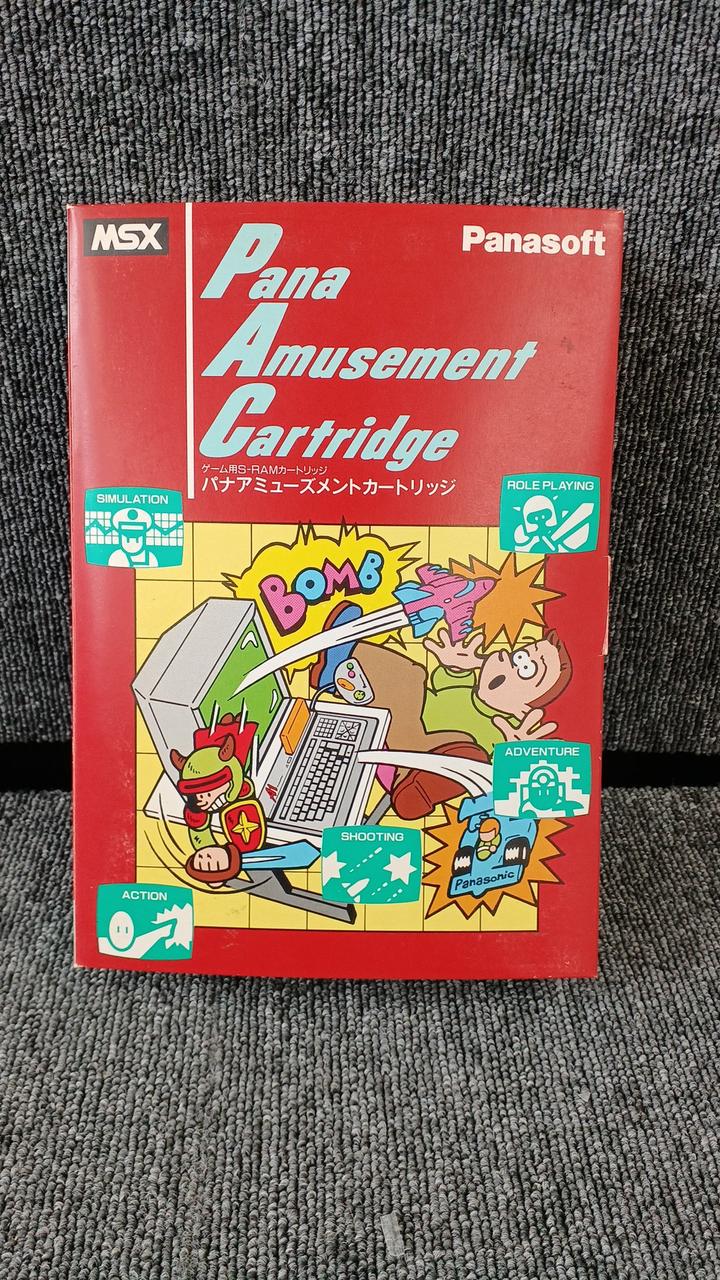 MSX
Panasoft
Pana
Amusement
Cartridge
ゲーム用S-RAMカートリッジ
パナアミューズメントカートリッジ
SIMULATION
ROLE PLAYING
BOMB
ADVENTURE
SHOOTING
Panasonic
ACTION